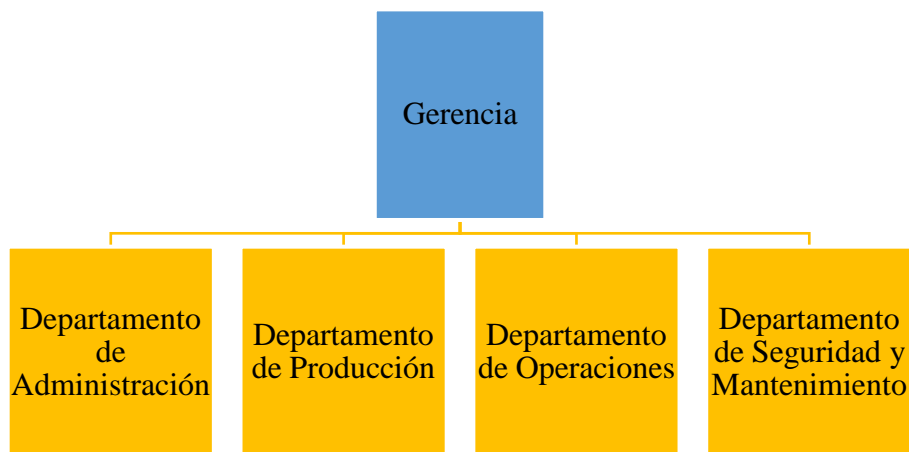 Gerencia
Departamento
de
Administración
Departamento
de Producción
Departamento
de Operaciones
Departamento
de Seguridad y
Mantenimiento